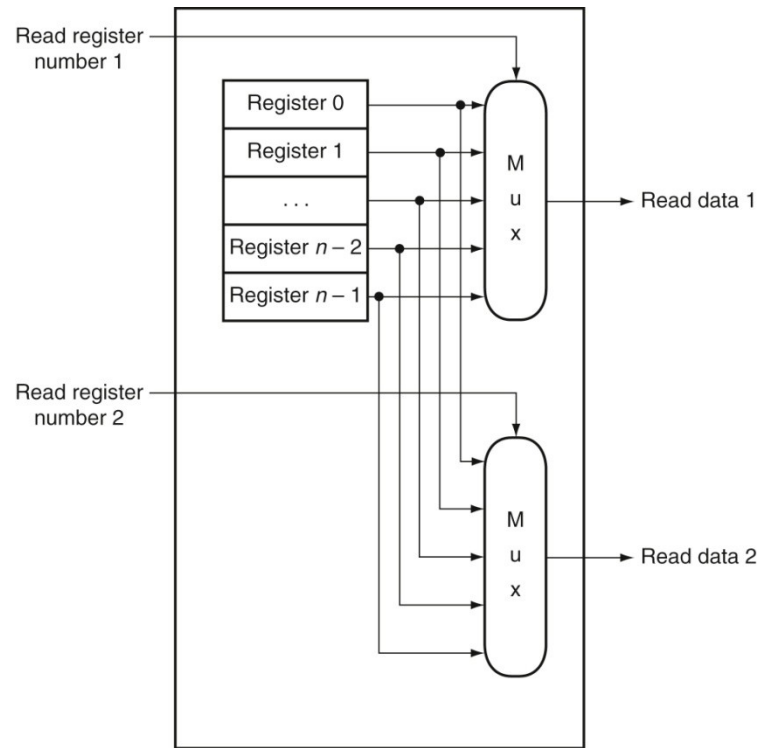 Read register
number 1
Register 0
Register 1
. . .
Register n – 2
Register n – 1
M
u
x
Read data 1
Read register
number 2
M
u
x
Read data 2